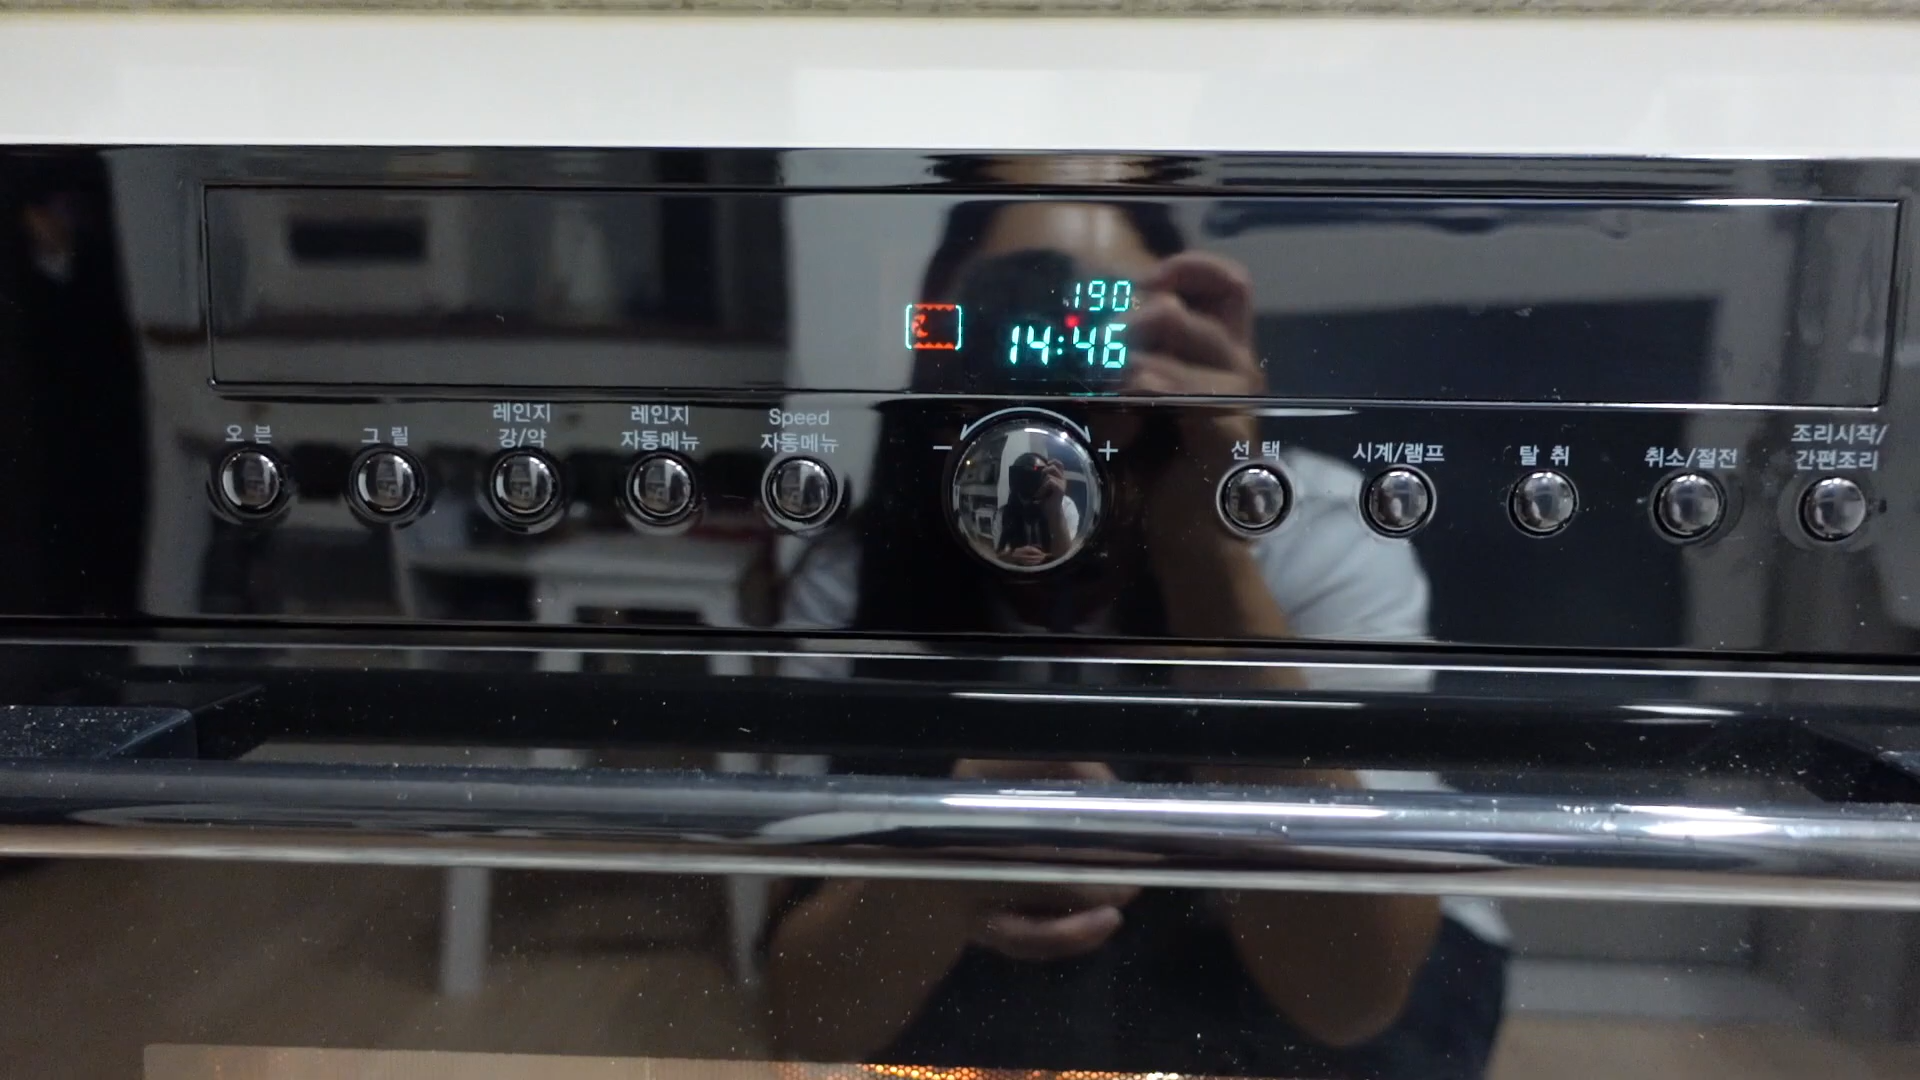 190
14:46
오븐
그릴
레인지
강/약
레인지
자동메뉴
Speed
자동메뉴
− +
선택
시계/램프
탈취
취소/절전
조리시작/
간편조리